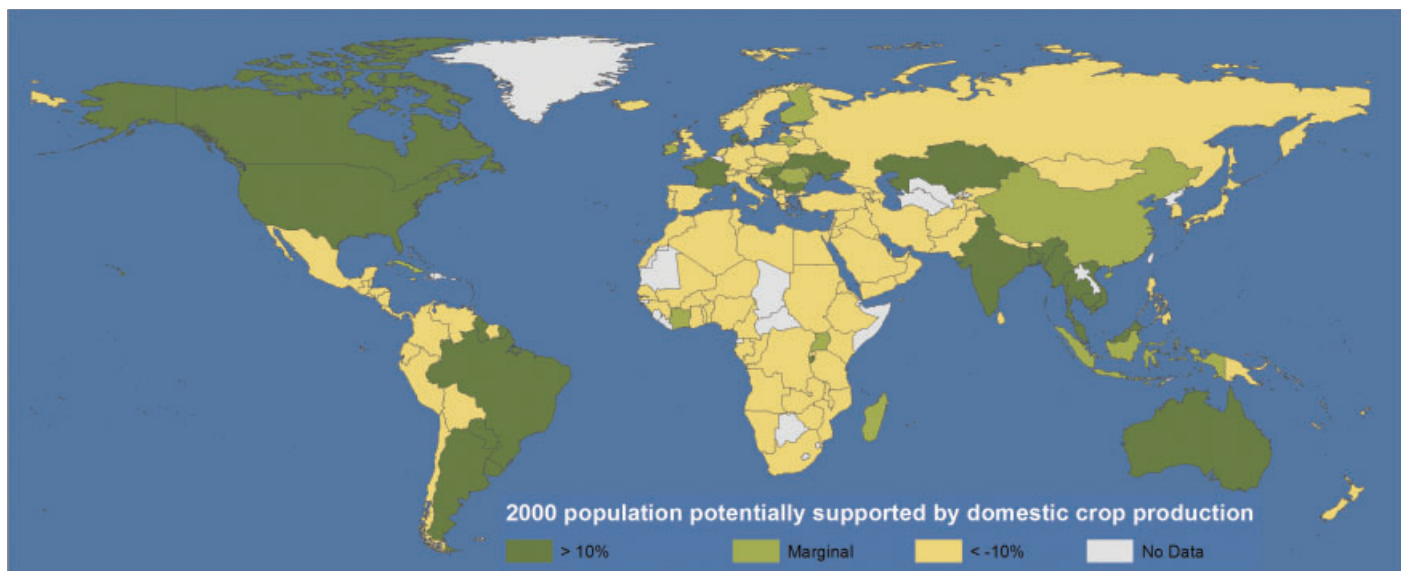 2000 population potentially supported by domestic crop production
> 10%
Marginal
< -10%
No Data